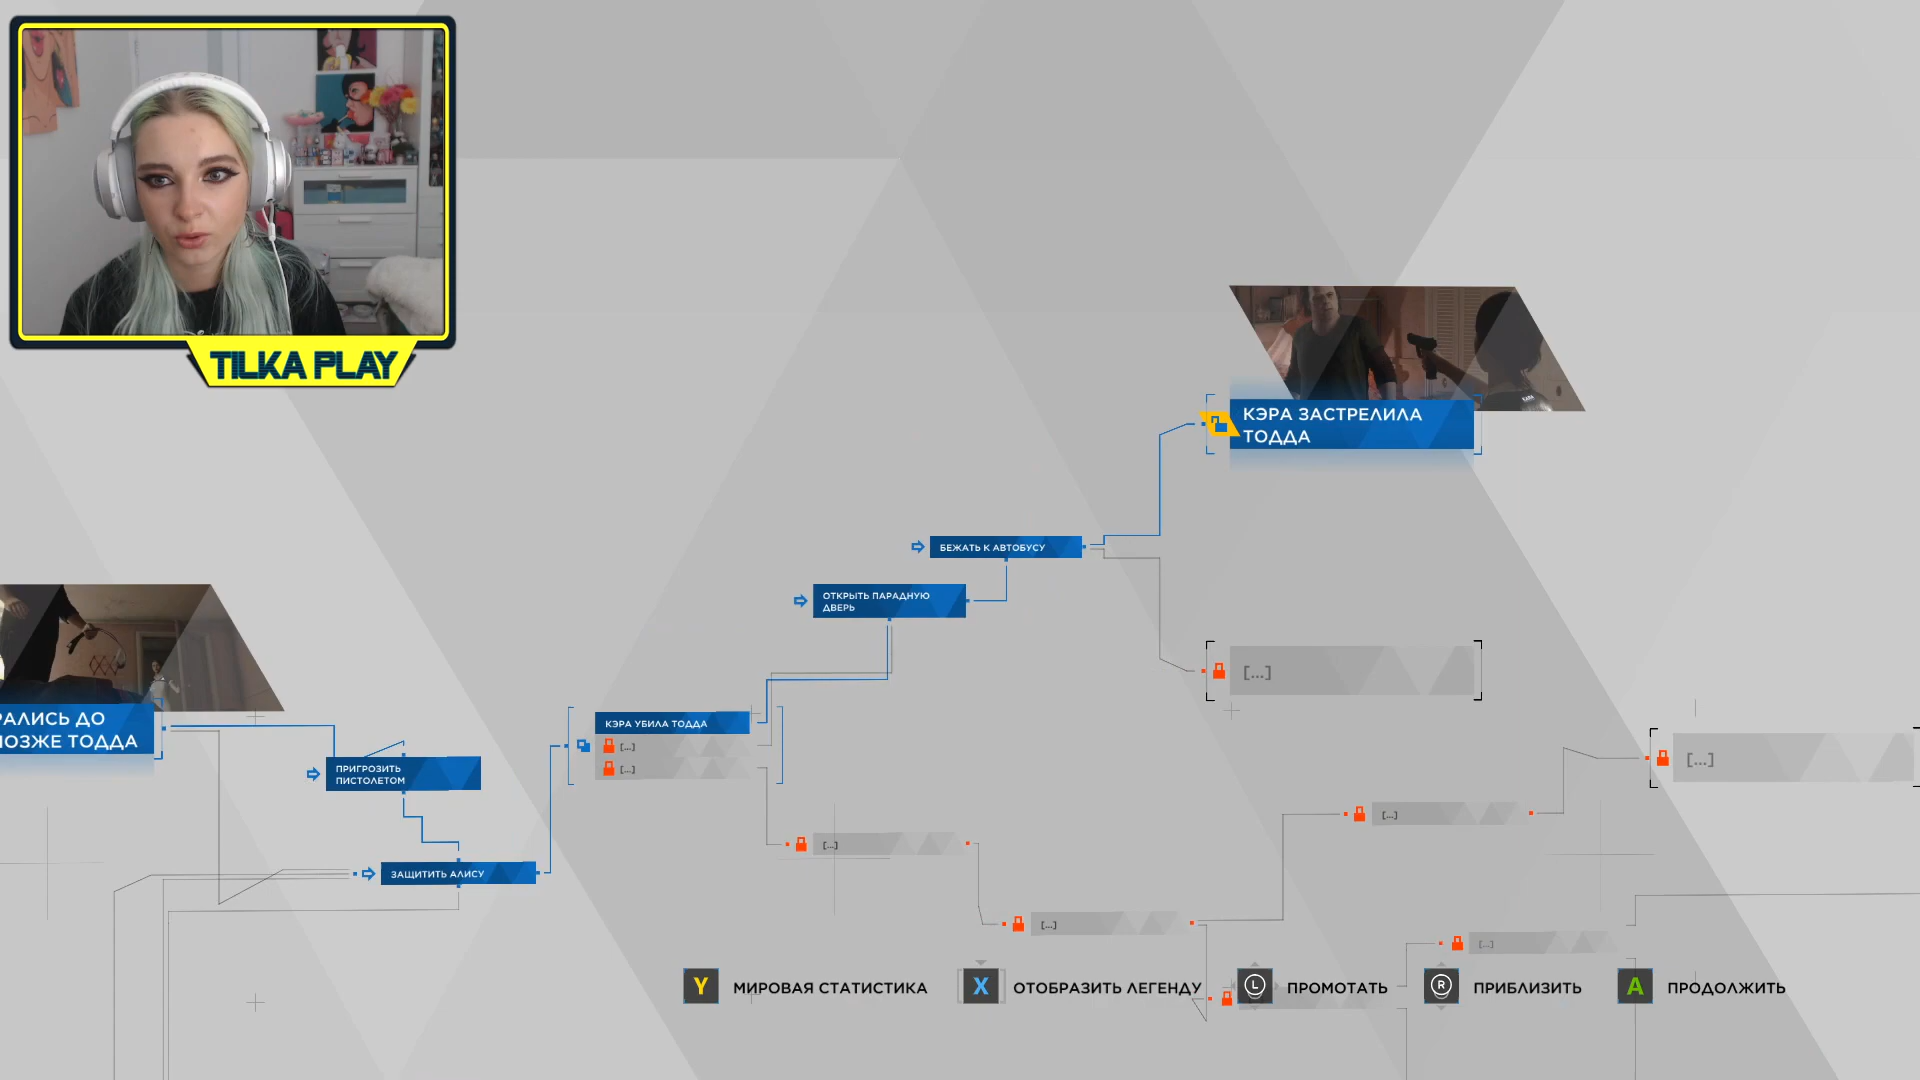 TILKA PLAY
КЭРА ЗАСТРЕЛИЛА
ТОДДА
БЕЖАТЬ К АВТОБУСУ
ОТКРЫТЬ ПАРАДНУЮ
ДВЕРЬ
[...]
РАЛИСЬ ДО
ПОЗЖЕ ТОДДА
КЭРА УБИЛА ТОДДА
[...]
[...]
[...]
ПРИГРОЗИТЬ
ПИСТОЛЕТОМ
[...]
[...]
ЗАЩИТИТЬ АЛИСУ
[...]
[...]
Y МИРОВАЯ СТАТИСТИКА
X ОТОБРАЗИТЬ ЛЕГЕНДУ
L ПРОМОТАТЬ
R ПРИБЛИЗИТЬ
A ПРОДОЛЖИТЬ